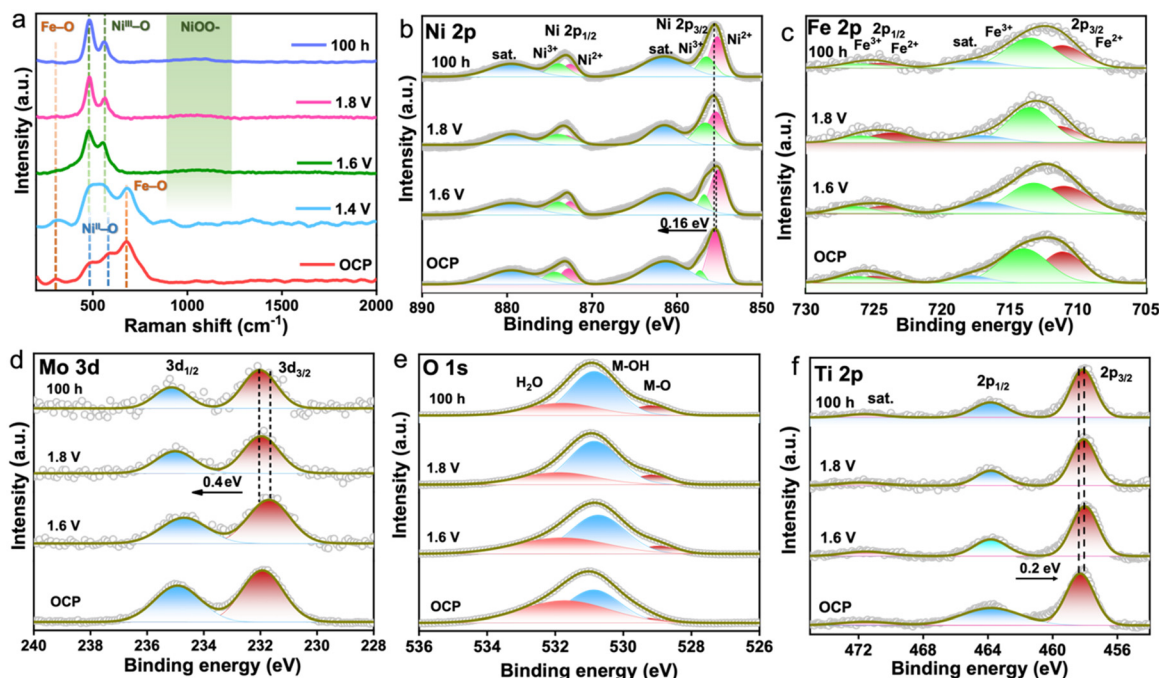 a
Fe–O
Niᴵᴵᴵ–O
NiOO-
100 h
1.8 V
1.6 V
Fe–O
1.4 V
Niᴵᴵ–O
OCP
Intensity (a.u.)
500 1000 1500 2000
Raman shift (cm⁻¹)
b
Ni 2p
Ni 2p₃/₂
Ni 2p₁/₂
sat. Ni³⁺ Ni²⁺ sat. Ni³⁺ Ni²⁺
100 h
1.8 V
1.6 V
0.16 eV
OCP
Intensity (a.u.)
890 880 870 860 850
Binding energy (eV)
c
Fe 2p
2p₁/₂ 2p₃/₂
Fe³⁺ Fe²⁺ sat. Fe³⁺ Fe²⁺
100 h
1.8 V
1.6 V
OCP
Intensity (a.u.)
730 725 720 715 710 705
Binding energy (eV)
d
Mo 3d
3d₁/₂ 3d₃/₂
100 h
1.8 V
0.4 eV
1.6 V
OCP
Intensity (a.u.)
240 238 236 234 232 230 228
Binding energy (eV)
e
O 1s
M-OH
H₂O M-O
100 h
1.8 V
1.6 V
OCP
Intensity (a.u.)
536 534 532 530 528 526
Binding energy (eV)
f
Ti 2p
sat. 2p₁/₂ 2p₃/₂
100 h
1.8 V
1.6 V
0.2 eV
OCP
Intensity (a.u.)
472 468 464 460 456
Binding energy (eV)